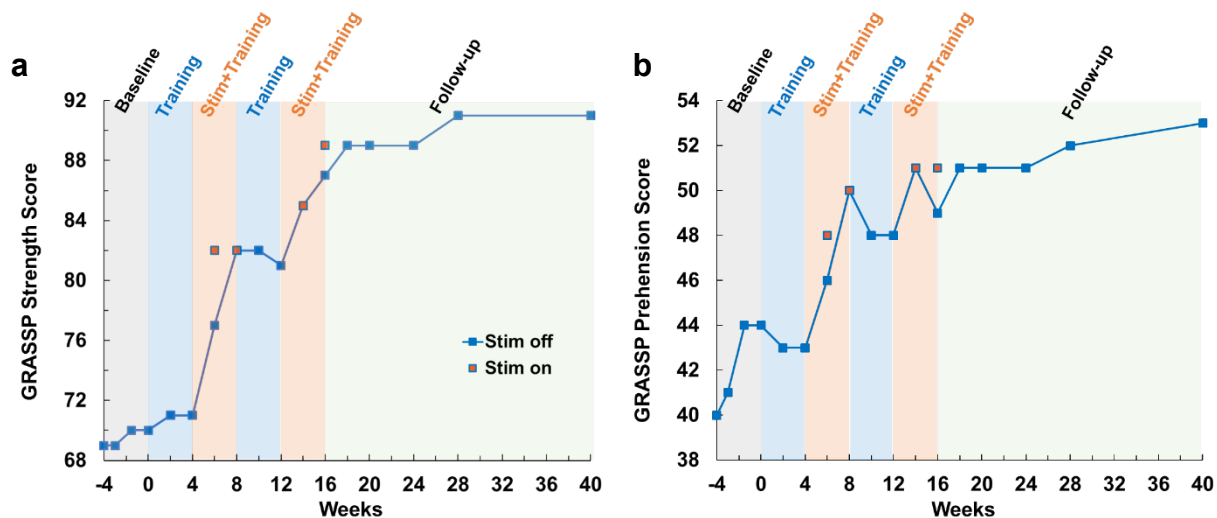 a
Baseline
Training
Stim+Training
Training
Stim+Training
Follow-up
GRASSP Strength Score
92
88
84
80
76
72
68
Stim off
Stim on
-4 0 4 8 12 16 20 24 28 32 36 40
Weeks
b
Baseline
Training
Stim+Training
Training
Stim+Training
Follow-up
GRASSP Prehension Score
54
52
50
48
46
44
42
40
38
-4 0 4 8 12 16 20 24 28 32 36 40
Weeks